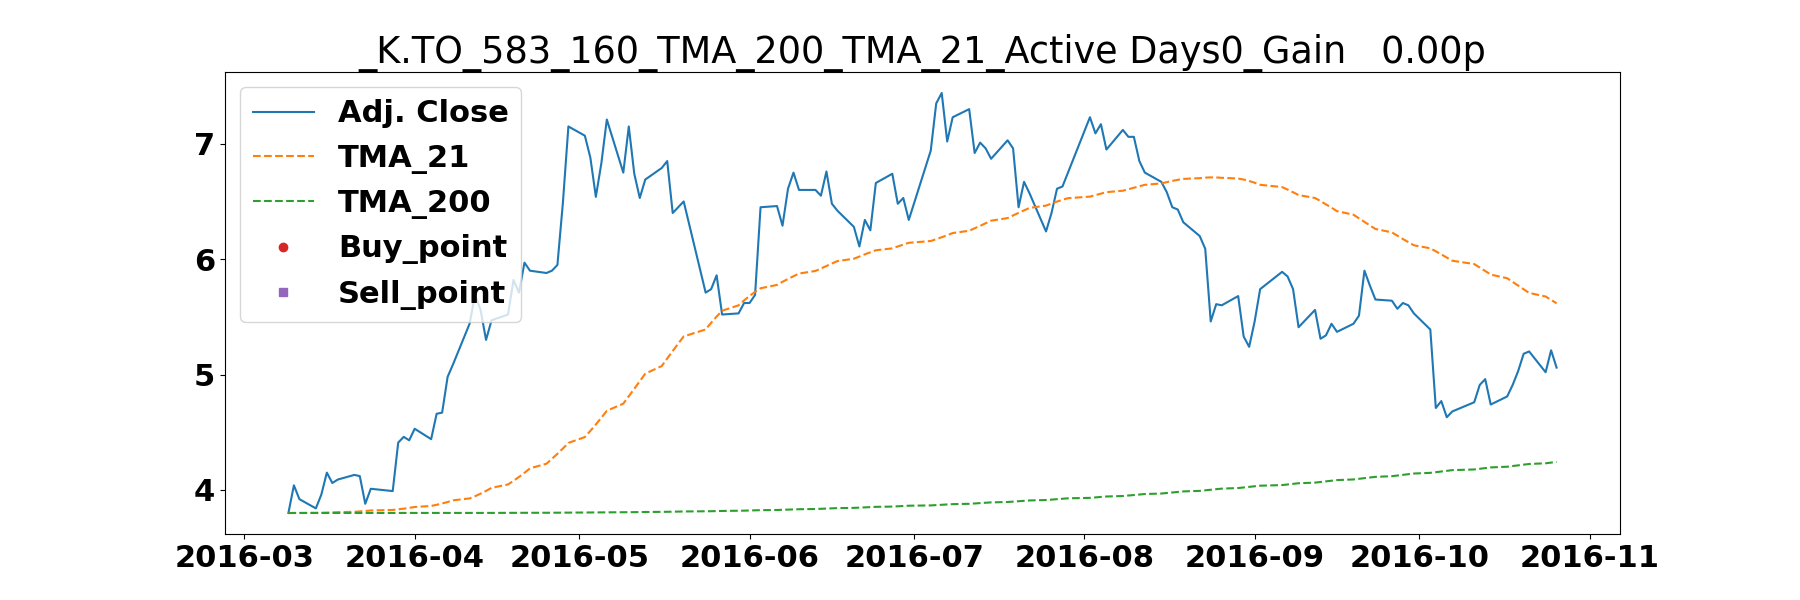 _K.TO_583_160_TMA_200_TMA_21_Active Days0_Gain   0.00p
Adj. Close
TMA_21
TMA_200
Buy_point
Sell_point
7
6
5
4
2016-03 2016-04 2016-05 2016-06 2016-07 2016-08 2016-09 2016-10 2016-11